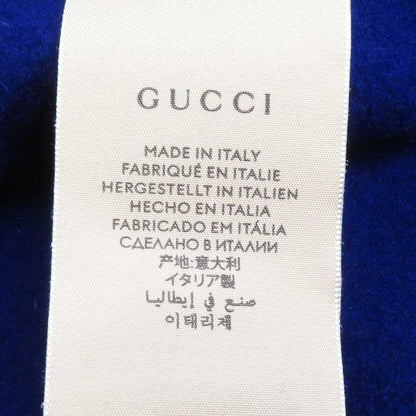 GUCCI
MADE IN ITALY
FABRIQUÉ EN ITALIE
HERGESTELLT IN ITALIEN
HECHO EN ITALIA
FABRICADO EM ITÁLIA
СДЕЛАНО В ИТАЛИИ
产地:意大利
イタリア製
صنع في إيطاليا
이태리제